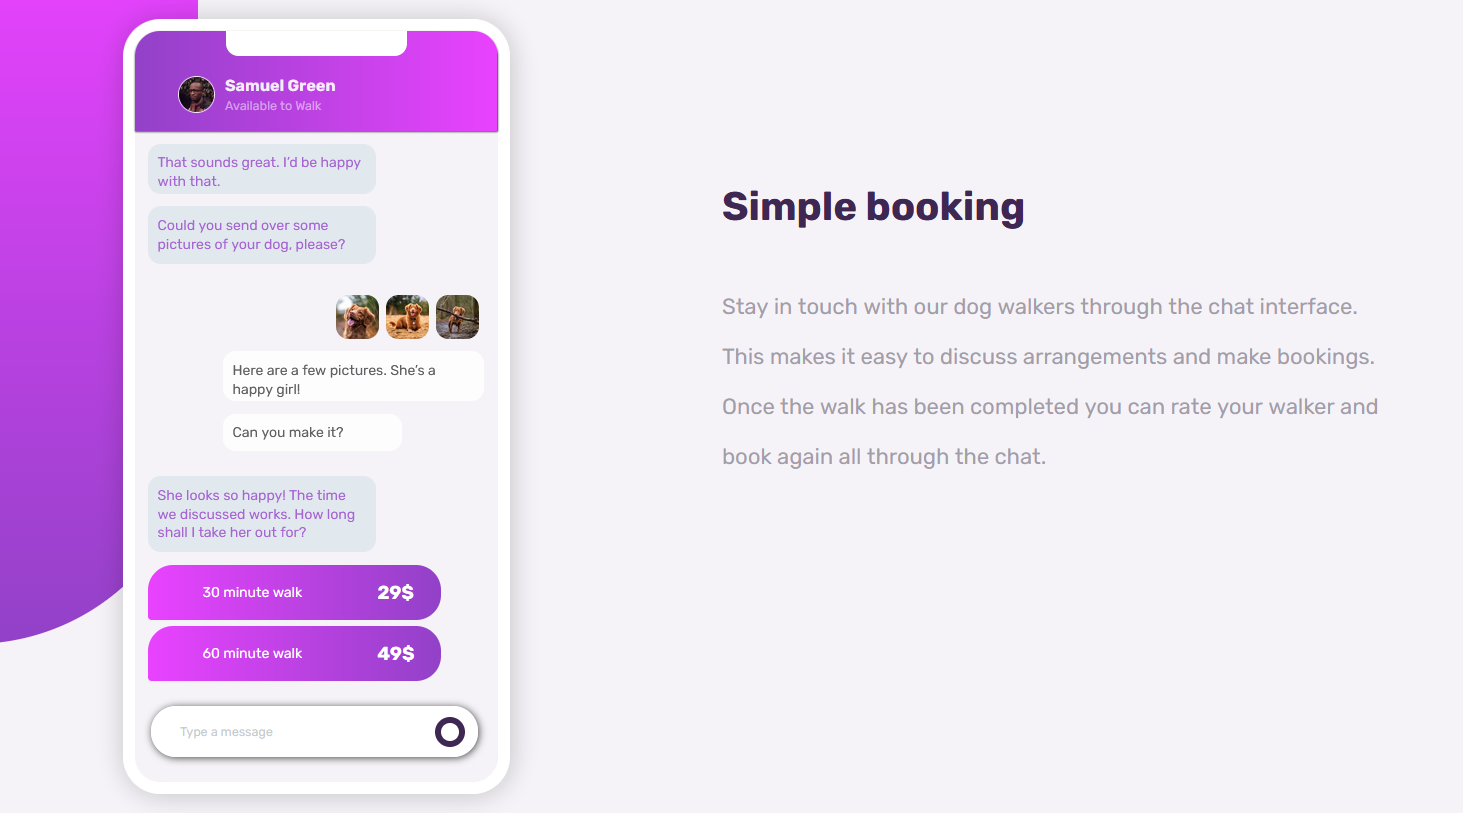 Samuel Green
Available to Walk
That sounds great. I'd be happy
with that.
Could you send over some
pictures of your dog, please?
Here are a few pictures. She's a
happy girl!
Can you make it?
She looks so happy! The time
we discussed works. How long
shall I take her out for?
30 minute walk 29$
60 minute walk 49$
Type a message
Simple booking
Stay in touch with our dog walkers through the chat interface.
This makes it easy to discuss arrangements and make bookings.
Once the walk has been completed you can rate your walker and
book again all through the chat.